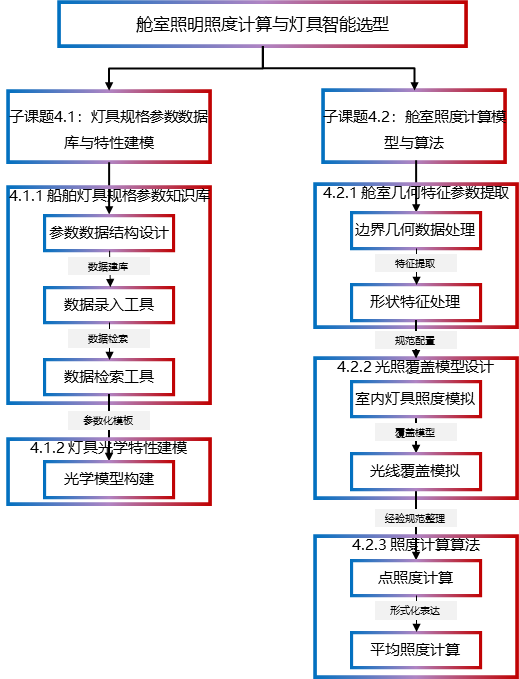 舱室照明照度计算与灯具智能选型
子课题4.1：灯具规格参数数据
库与特性建模
4.1.1 船舶灯具规格参数知识库
参数数据结构设计
数据建库
数据录入工具
数据检索
数据检索工具
参数化模板
4.1.2 灯具光学特性建模
光学模型构建
子课题4.2：舱室照度计算模
型与算法
4.2.1 舱室几何特征参数提取
边界几何数据处理
特征提取
形状特征处理
规范配置
4.2.2 光照覆盖模型设计
室内灯具照度模拟
覆盖模型
光线覆盖模拟
经验规范整理
4.2.3 照度计算算法
点照度计算
形式化表达
平均照度计算